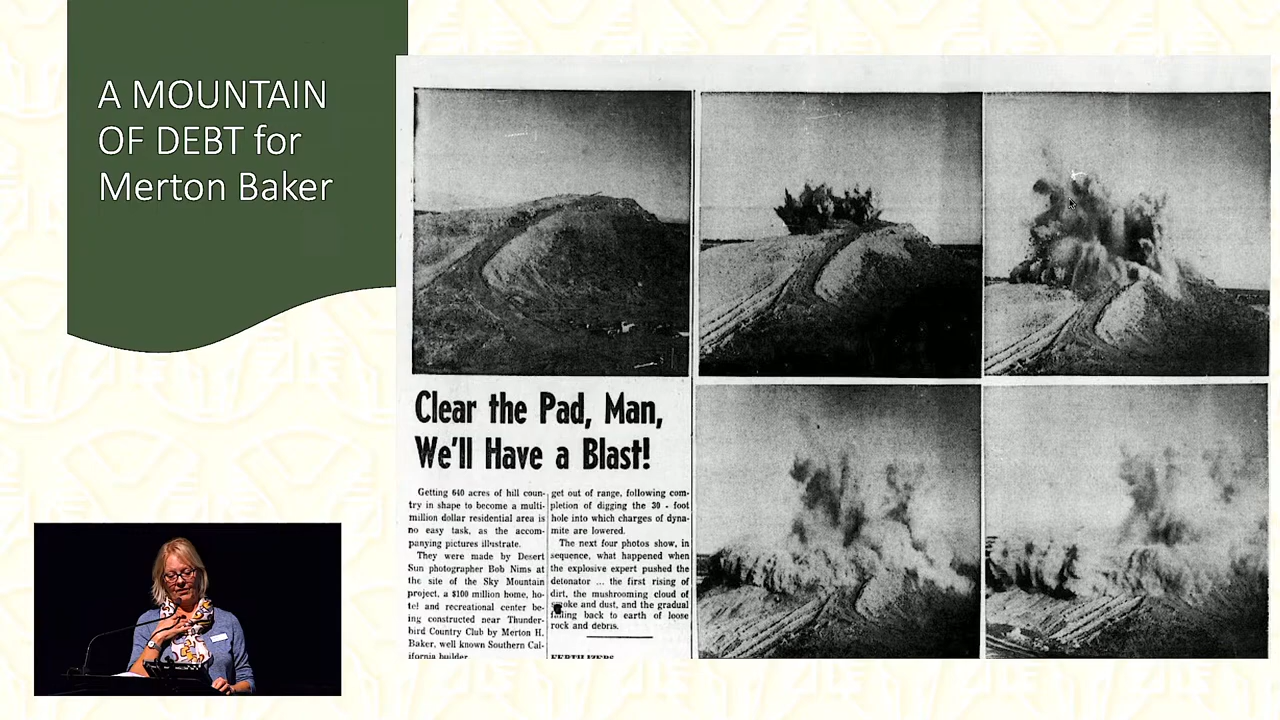 A MOUNTAIN
OF DEBT for
Merton Baker
Clear the Pad, Man,
We'll Have a Blast!
Getting 640 acres of hill coun-
try in shape to become a multi-
million dollar residential area is
no easy task, as the accom-
panying pictures illustrate.
They were made by Desert
Sun photographer Bob Nims at
the site of the Sky Mountain
project, a $100 million home, ho-
tel and recreational center be-
ing constructed near Thunder-
bird Country Club by Merton H.
Baker, well known Southern Cal-
ifornia builder.
get out of range, following com-
pletion of digging the 30 - foot
hole into which charges of dyna-
mite are lowered.
The next four photos show, in
sequence, what happened when
the explosive expert pushed the
detonator ... the first rising of
dirt, the mushrooming cloud of
smoke and dust, and the gradual
falling back to earth of loose
rock and debris.
FERTILIZERS